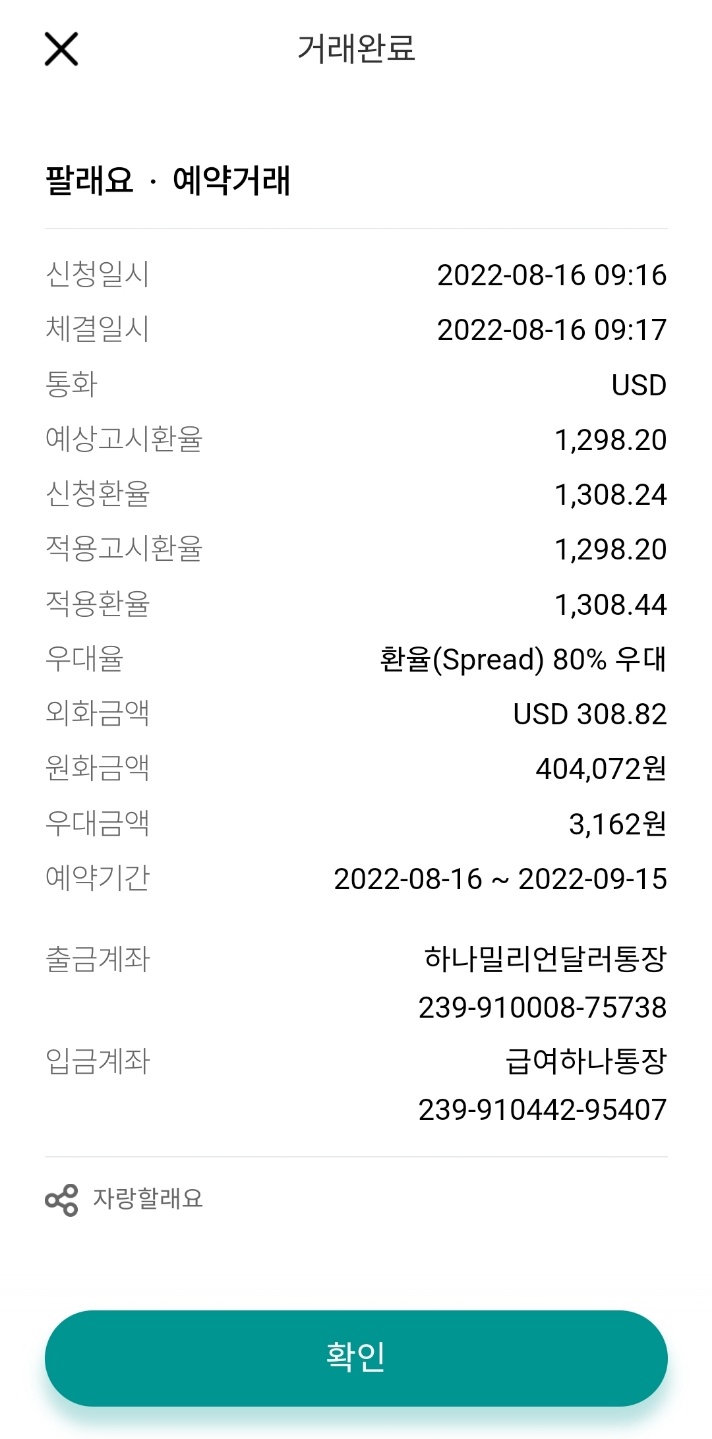 거래완료
팔래요 · 예약거래
신청일시 2022-08-16 09:16
체결일시 2022-08-16 09:17
통화 USD
예상고시환율 1,298.20
신청환율 1,308.24
적용고시환율 1,298.20
적용환율 1,308.44
우대율 환율(Spread) 80% 우대
외화금액 USD 308.82
원화금액 404,072원
우대금액 3,162원
예약기간 2022-08-16 ~ 2022-09-15
출금계좌 하나밀리언달러통장
239-910008-75738
입금계좌 급여하나통장
239-910442-95407
자랑할래요
확인